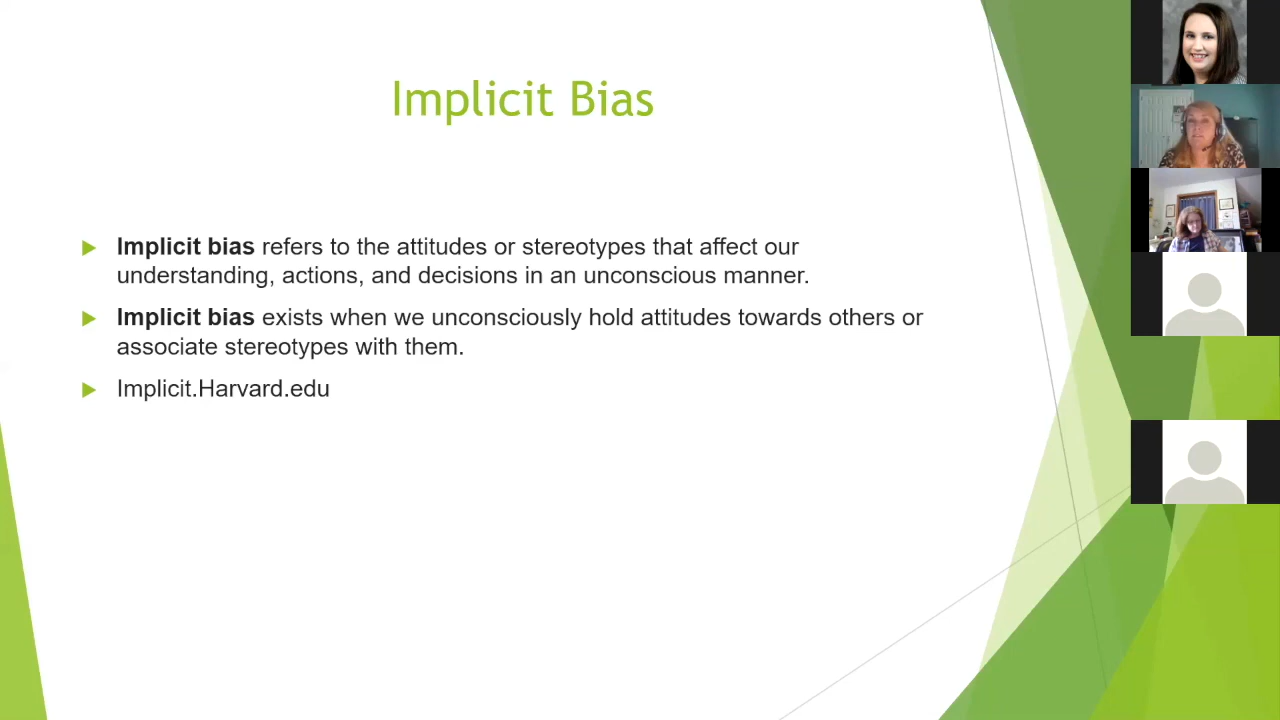 Implicit Bias
Implicit bias refers to the attitudes or stereotypes that affect our
understanding, actions, and decisions in an unconscious manner.
Implicit bias exists when we unconsciously hold attitudes towards others or
associate stereotypes with them.
Implicit.Harvard.edu